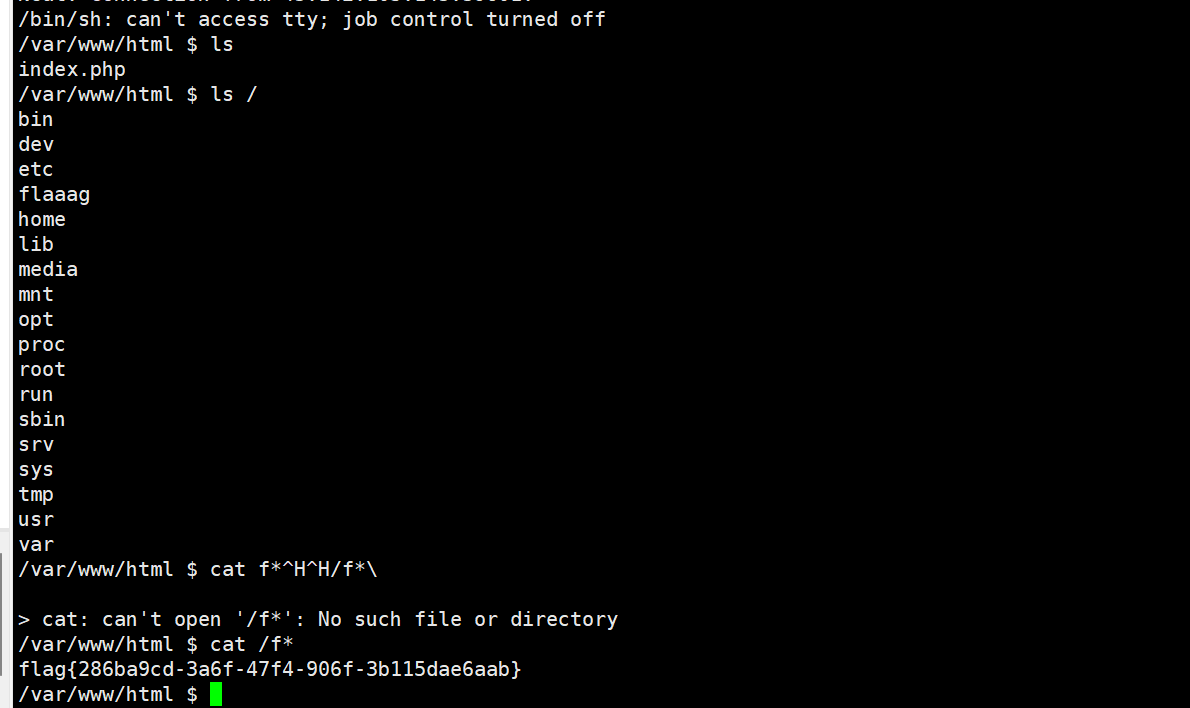 /bin/sh: can't access tty; job control turned off
/var/www/html $ ls
index.php
/var/www/html $ ls /
bin
dev
etc
flaaag
home
lib
media
mnt
opt
proc
root
run
sbin
srv
sys
tmp
usr
var
/var/www/html $ cat f*^H^H/f*\
> cat: can't open '/f*': No such file or directory
/var/www/html $ cat /f*
flag{286ba9cd-3a6f-47f4-906f-3b115dae6aab}
/var/www/html $